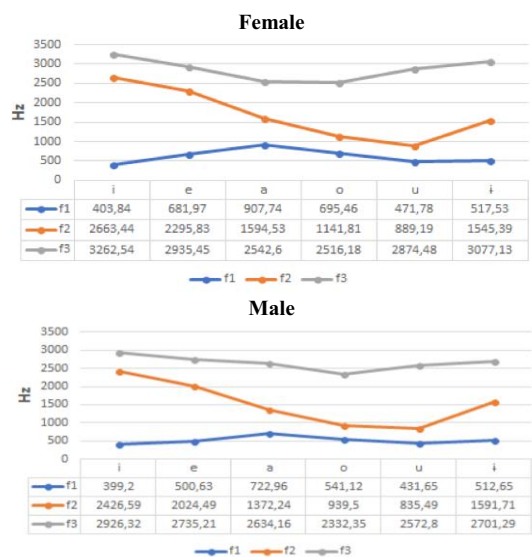 Female
3500
3000
2500
2000
1500
1000
500
0
Hz
i e a o u ɨ
f1 403,84 681,97 907,74 695,46 471,78 517,53
f2 2663,44 2295,83 1594,53 1141,81 889,19 1545,39
f3 3262,54 2935,45 2542,6 2516,18 2874,48 3077,13
f1 f2 f3
Male
3500
3000
2500
2000
1500
1000
500
0
Hz
i e a o u ɨ
f1 399,2 500,63 722,96 541,12 431,65 512,65
f2 2426,59 2024,49 1372,24 939,5 835,49 1591,71
f3 2926,32 2735,21 2634,16 2332,35 2572,8 2701,29
f1 f2 f3